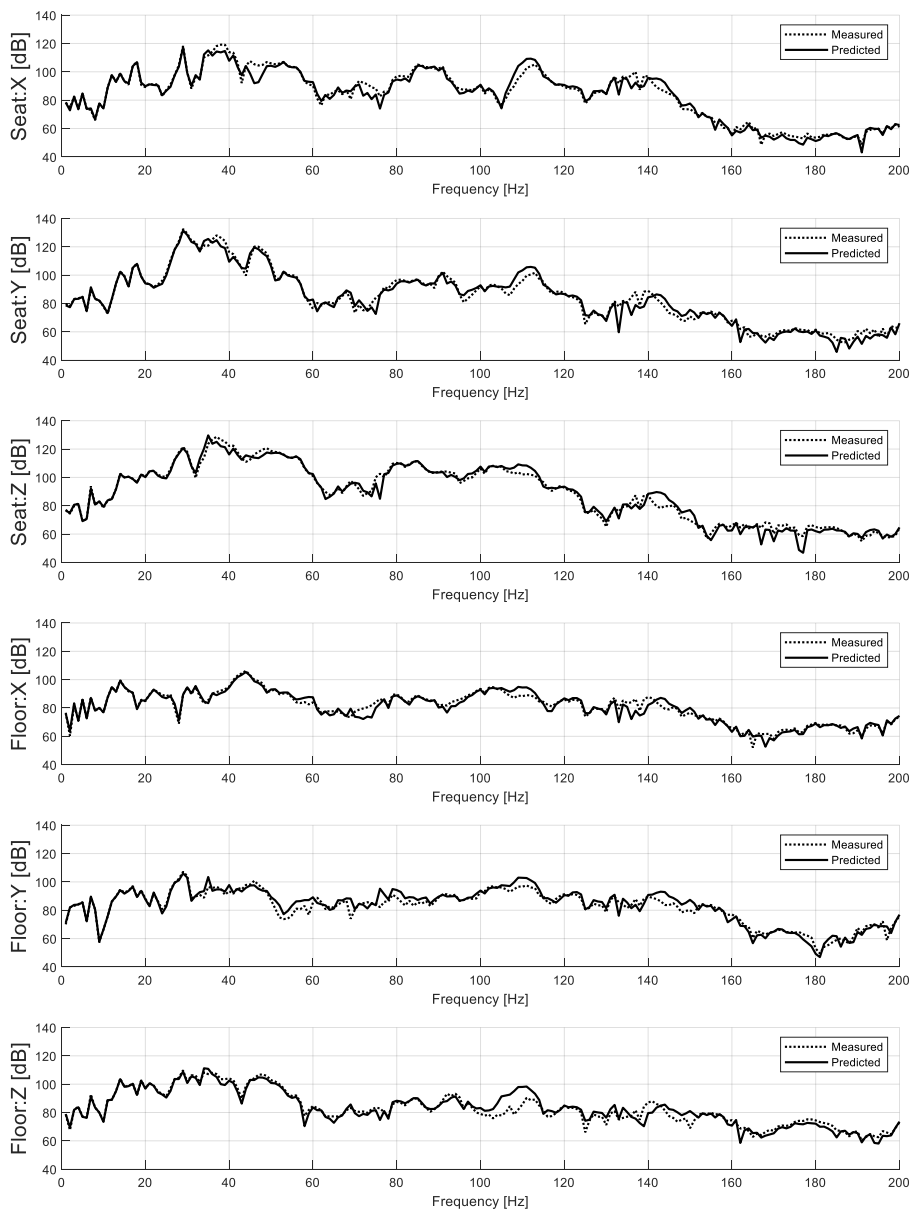 Seat:X [dB]
140
120
100
80
60
40
Measured
Predicted
0 20 40 60 80 100 120 140 160 180 200
Frequency [Hz]
Seat:Y [dB]
140
120
100
80
60
40
Measured
Predicted
0 20 40 60 80 100 120 140 160 180 200
Frequency [Hz]
Seat:Z [dB]
140
120
100
80
60
40
Measured
Predicted
0 20 40 60 80 100 120 140 160 180 200
Frequency [Hz]
Floor:X [dB]
140
120
100
80
60
40
Measured
Predicted
0 20 40 60 80 100 120 140 160 180 200
Frequency [Hz]
Floor:Y [dB]
140
120
100
80
60
40
Measured
Predicted
0 20 40 60 80 100 120 140 160 180 200
Frequency [Hz]
Floor:Z [dB]
140
120
100
80
60
40
Measured
Predicted
0 20 40 60 80 100 120 140 160 180 200
Frequency [Hz]